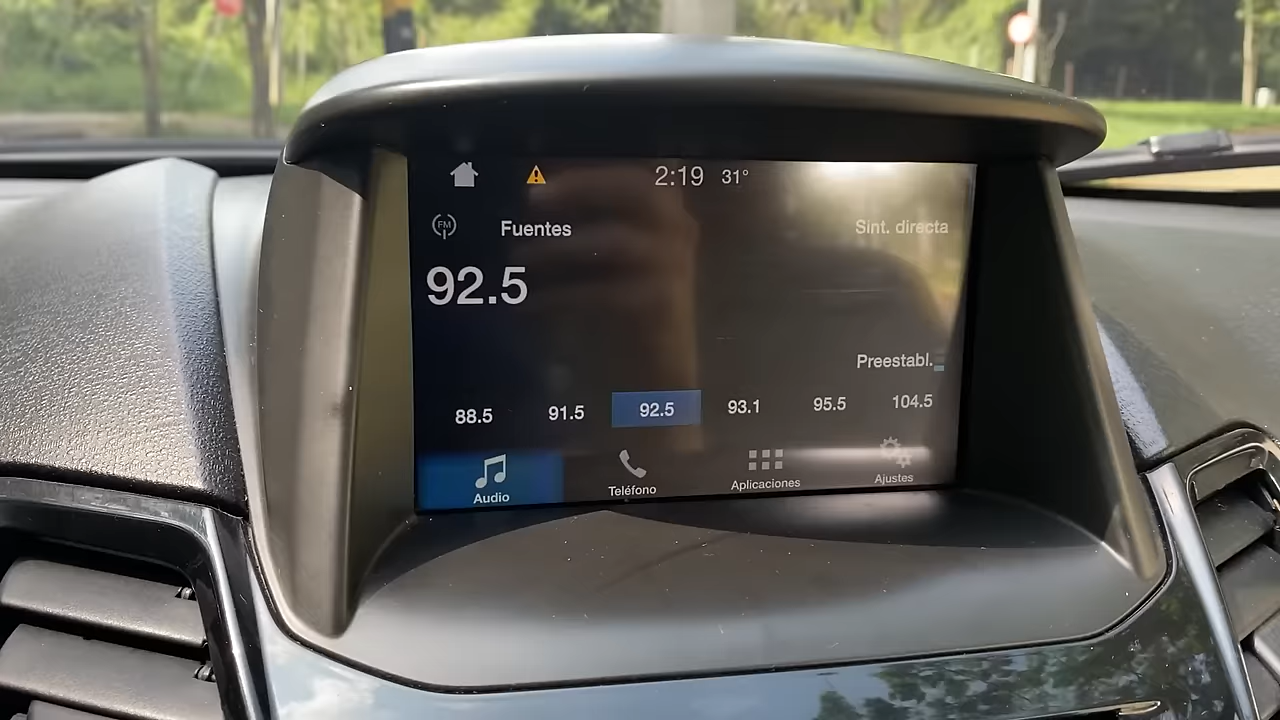 2:19 31°
FM Fuentes Sint. directa
92.5
Preestabl.
88.5 91.5 92.5 93.1 95.5 104.5
Audio Teléfono Aplicaciones Ajustes